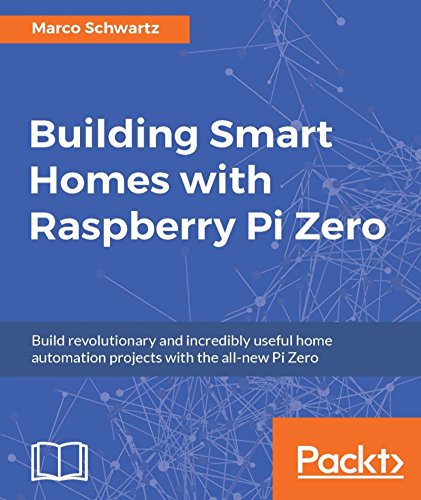 Marco Schwartz
Building Smart
Homes with
Raspberry Pi Zero
Build revolutionary and incredibly useful home
automation projects with the all-new Pi Zero
Packt>